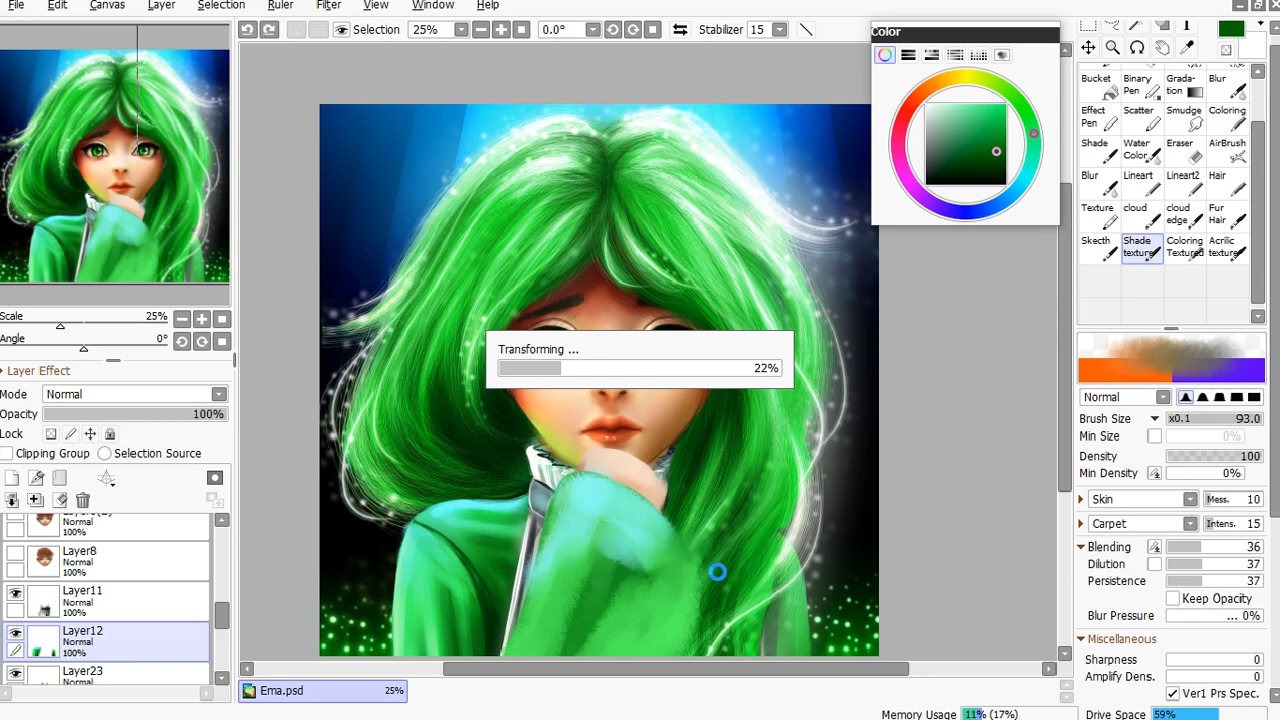 File Edit Canvas Layer Selection Ruler Filter View Window Help
Selection 25% 0.0° Stabilizer 15
Color
Bucket Binary Pen Grada-tion Blur
Effect Pen Scatter Smudge Coloring
Shade Water Color Eraser AirBrush
Blur Lineart Lineart2 Hair
Texture cloud cloud edge Fur Hair
Skecth Shade texture Coloring Textured Acrilic texture
Scale 25%
Angle 0°
Layer Effect
Mode Normal
Opacity 100%
Lock
Clipping Group Selection Source
Normal
100%
Layer8
Normal
100%
Layer11
Normal
100%
Layer12
Normal
100%
Layer23
Normal
Transforming ...
22%
Normal
Brush Size x0.1 93.0
Min Size 0%
Density 100
Min Density 0%
Skin Mess. 10
Carpet Intens. 15
Blending 36
Dilution 37
Persistence 37
Keep Opacity
Blur Pressure ... 0%
Miscellaneous
Sharpness 0
Amplify Dens. 0
Ver1 Prs Spec.
Ema.psd 25%
Memory Usage 11% (17%) Drive Space 59%